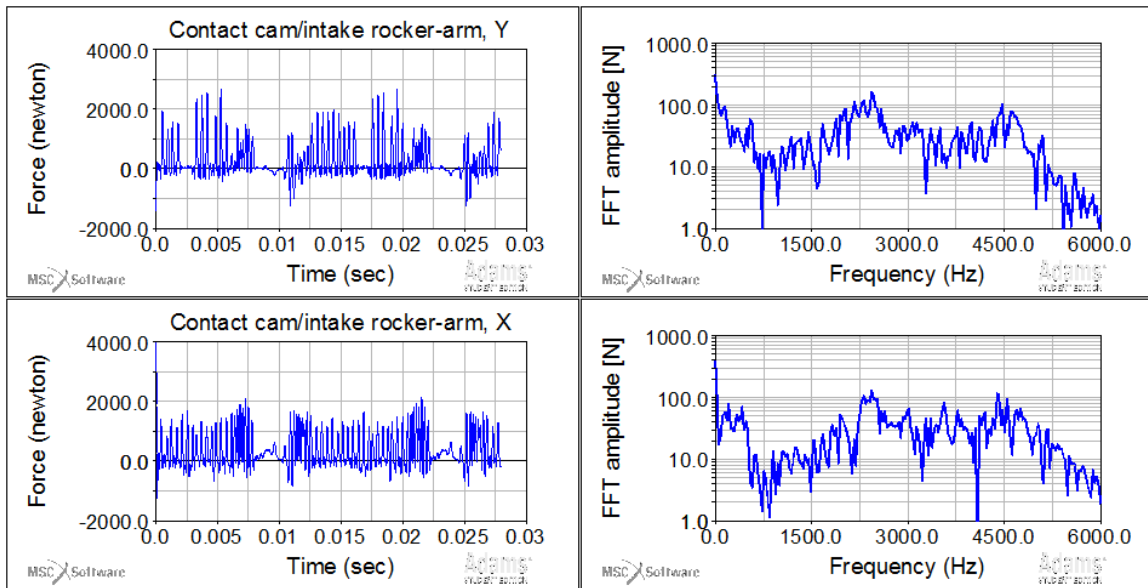 Contact cam/intake rocker-arm, Y
4000.0
2000.0
0.0
-2000.0
Force (newton)
0.0 0.005 0.01 0.015 0.02 0.025 0.03
Time (sec)
MSC Software
Adams
1000.0
100.0
10.0
1.0
FFT amplitude [N]
0.0 1500.0 3000.0 4500.0 6000.0
Frequency (Hz)
MSC Software
Adams
Contact cam/intake rocker-arm, X
4000.0
2000.0
0.0
-2000.0
Force (newton)
0.0 0.005 0.01 0.015 0.02 0.025 0.03
Time (sec)
MSC Software
Adams
1000.0
100.0
10.0
1.0
FFT amplitude [N]
0.0 1500.0 3000.0 4500.0 6000.0
Frequency (Hz)
MSC Software
Adams